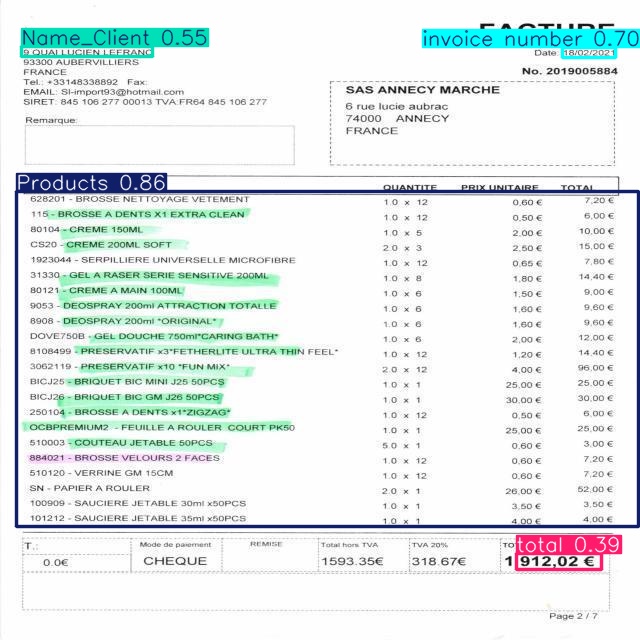 FACTURE
Name_Client 0.55
invoice number 0.70
9 QUAI LUCIEN LEFRANC
Date: 18/02/2021
93300 AUBERVILLIERS
FRANCE
No. 2019005884
Tel.: +33148338892 Fax:
EMAIL: SI-import93@hotmail.com
SIRET: 845 106 277 00013 TVA:FR64 845 106 277
SAS ANNECY MARCHE
6 rue lucie aubrac
74000 ANNECY
FRANCE
Remarque:
Products 0.86
QUANTITE PRIX UNITAIRE TOTAL
628201 - BROSSE NETTOYAGE VETEMENT 1.0 x 12 0,60 € 7,20 €
115 - BROSSE A DENTS X1 EXTRA CLEAN 1.0 x 12 0,50 € 6,00 €
80104 - CREME 150ML 1.0 x 5 2,00 € 10,00 €
CS20 - CREME 200ML SOFT 2.0 x 3 2,50 € 15,00 €
1923044 - SERPILLIERE UNIVERSELLE MICROFIBRE 1.0 x 12 0,65 € 7,80 €
31330 - GEL A RASER SERIE SENSITIVE 200ML 1.0 x 8 1,80 € 14,40 €
80121 - CREME A MAIN 100ML 1.0 x 6 1,50 € 9,00 €
9053 - DEOSPRAY 200ml ATTRACTION TOTALLE 1.0 x 6 1,60 € 9,60 €
8908 - DEOSPRAY 200ml *ORIGINAL* 1.0 x 6 1,60 € 9,60 €
DOVE750B - GEL DOUCHE 750ml*CARING BATH* 1.0 x 6 2,00 € 12,00 €
8108499 - PRESERVATIF x3*FETHERLITE ULTRA THIN FEEL* 1.0 x 12 1,20 € 14,40 €
3062119 - PRESERVATIF x10 *FUN MIX* 2.0 x 12 4,00 € 96,00 €
BICJ25 - BRIQUET BIC MINI J25 50PCS 1.0 x 1 25,00 € 25,00 €
BICJ26 - BRIQUET BIC GM J26 50PCS 1.0 x 1 30,00 € 30,00 €
250104 - BROSSE A DENTS x1*ZIGZAG* 1.0 x 12 0,50 € 6,00 €
OCBPREMIUM2 - FEUILLE A ROULER COURT PK50 1.0 x 1 25,00 € 25,00 €
510003 - COUTEAU JETABLE 50PCS 5.0 x 1 0,60 € 3,00 €
884021 - BROSSE VELOURS 2 FACES 1.0 x 12 0,60 € 7,20 €
510120 - VERRINE GM 15CM 1.0 x 12 0,60 € 7,20 €
SN - PAPIER A ROULER 2.0 x 1 26,00 € 52,00 €
100909 - SAUCIERE JETABLE 30ml x50PCS 1.0 x 1 3,50 € 3,50 €
101212 - SAUCIERE JETABLE 35ml x50PCS 1.0 x 1 4,00 € 4,00 €
total 0.39
T.: Mode de paiement REMISE Total hors TVA TVA 20%
0.0€ CHEQUE 1593.35€ 318.67€ 1 912,02 €
Page 2 / 7